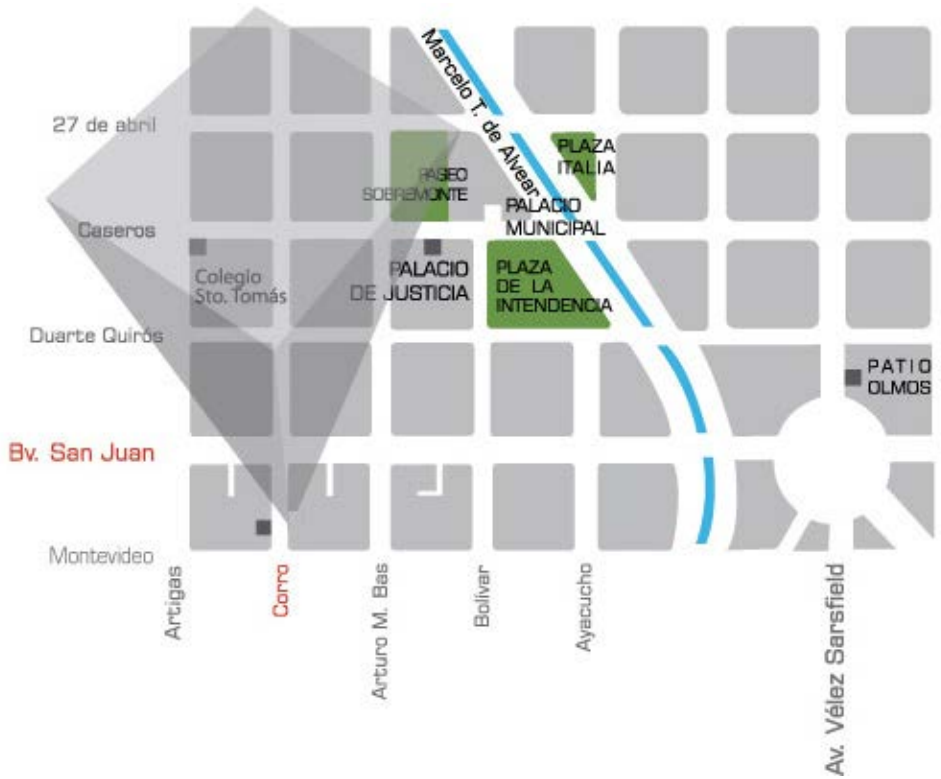 Marcelo T. de Alvear
27 de abril
PLAZA
ITALIA
PASEO
SOBREMONTE
PALACIO
MUNICIPAL
Caseros
Colegio
Sto. Tomás
PALACIO
DE JUSTICIA
PLAZA
DE LA
INTENDENCIA
Duarte Quirós
PATIO
OLMOS
Bv. San Juan
Montevideo
Artigas
Corro
Arturo M. Bas
Bolívar
Ayacucho
Av. Vélez Sarsfield